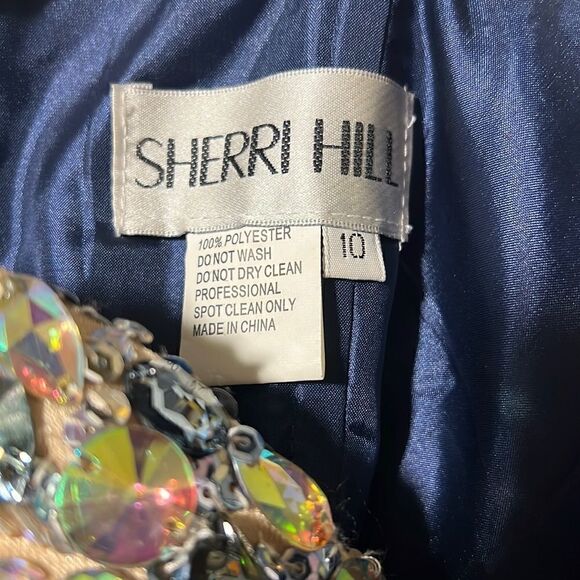 SHERRI HILL
10
100% POLYESTER
DO NOT WASH
DO NOT DRY CLEAN
PROFESSIONAL
SPOT CLEAN ONLY
MADE IN CHINA